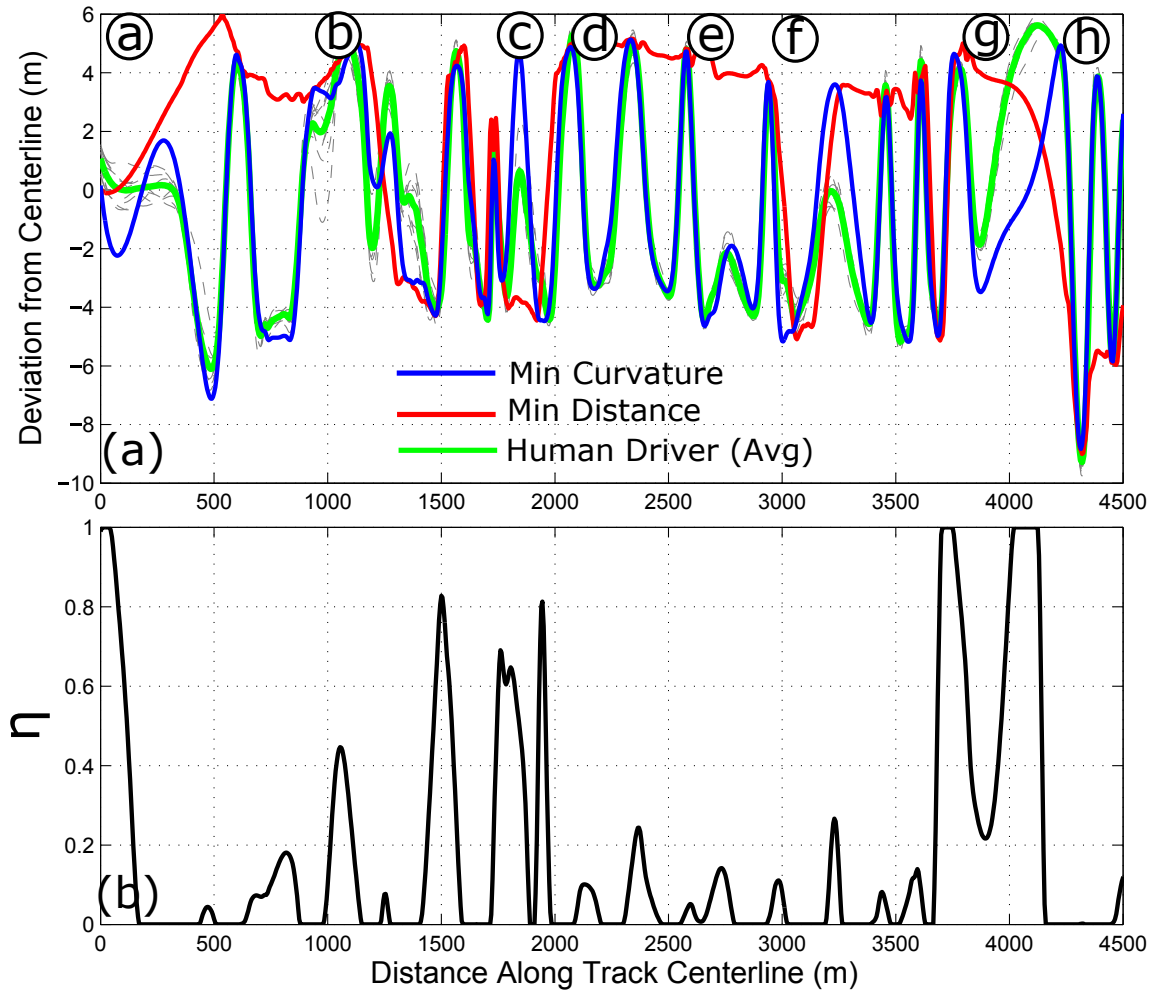 6
4
2
0
−2
−4
−6
−8
−10
Deviation from Centerline (m)
a b c d e f g h
Min Curvature
Min Distance
Human Driver (Avg)
(a)
0 500 1000 1500 2000 2500 3000 3500 4000 4500
1
0.8
0.6
0.4
0.2
0
η
(b)
0 500 1000 1500 2000 2500 3000 3500 4000 4500
Distance Along Track Centerline (m)